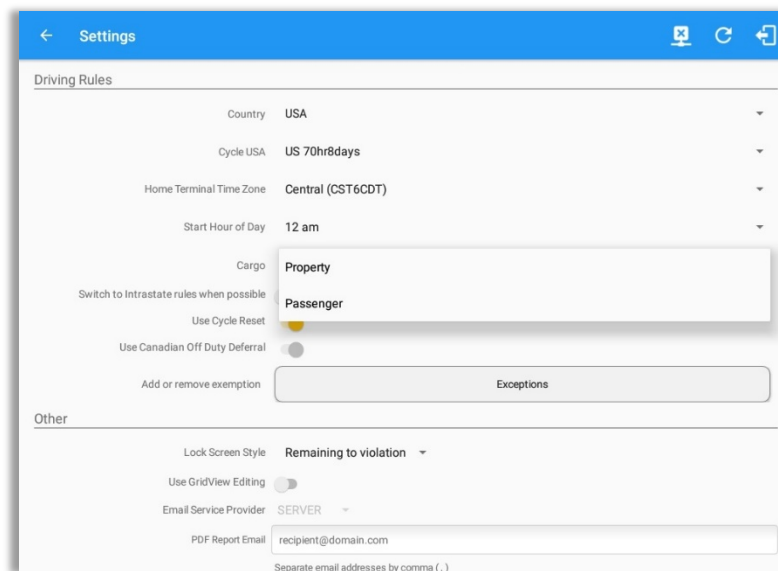 Settings
Driving Rules
Country USA
Cycle USA US 70hr8days
Home Terminal Time Zone Central (CST6CDT)
Start Hour of Day 12 am
Cargo Property
Passenger
Switch to Intrastate rules when possible
Use Cycle Reset
Use Canadian Off Duty Deferral
Add or remove exemption Exceptions
Other
Lock Screen Style Remaining to violation
Use GridView Editing
Email Service Provider SERVER
PDF Report Email recipient@domain.com
Separate email addresses by comma ( , )